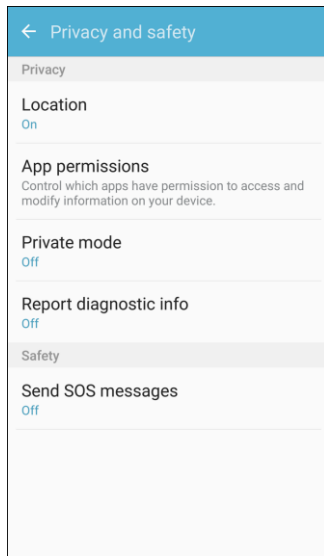 Privacy and safety
Privacy
Location
On
App permissions
Control which apps have permission to access and
modify information on your device.
Private mode
Off
Report diagnostic info
Off
Safety
Send SOS messages
Off